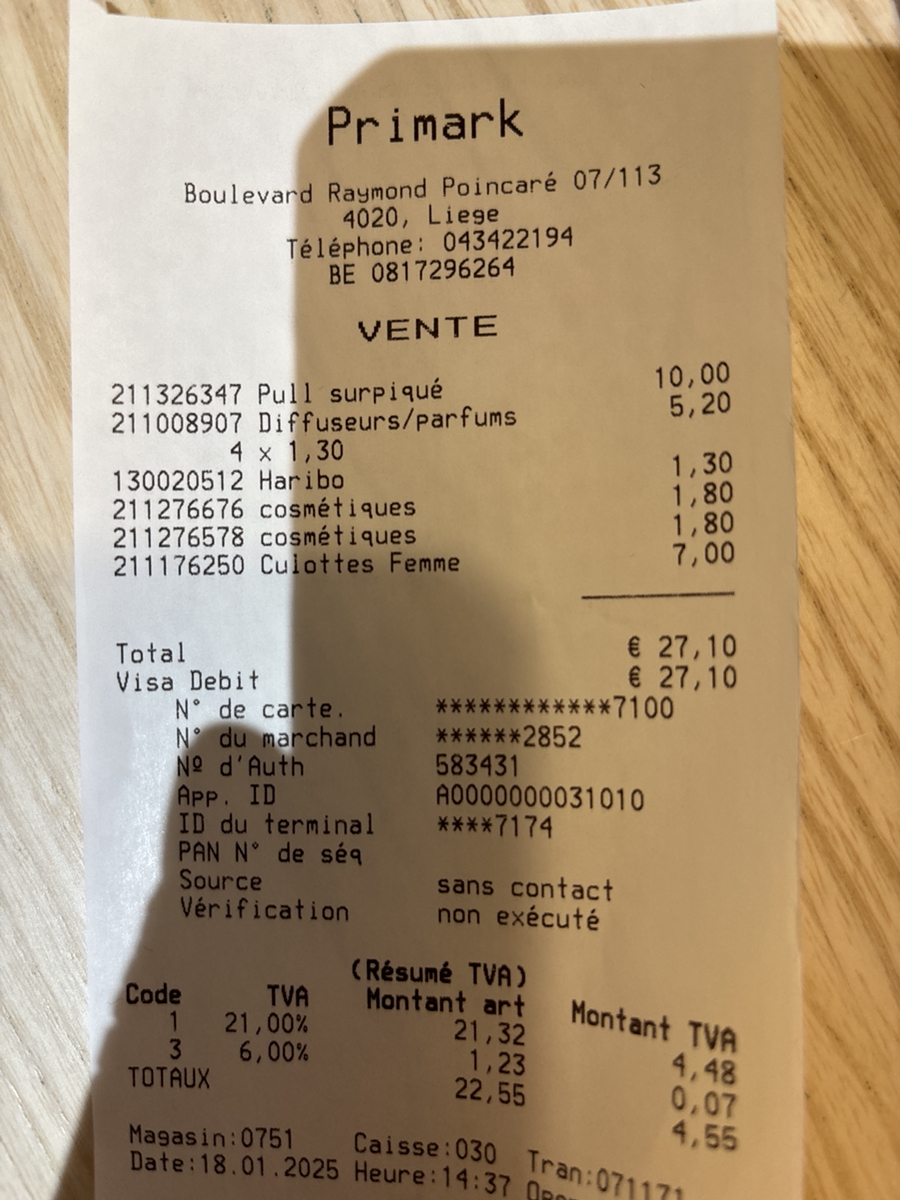 Primark
Boulevard Raymond Poincaré 07/113
4020, Liege
Téléphone: 043422194
BE 0817296264
VENTE
211326347 Pull surpiqué 10,00
211008907 Diffuseurs/parfums 5,20
4 x 1,30
130020512 Haribo 1,30
211276676 cosmétiques 1,80
211276578 cosmétiques 1,80
211176250 Culottes Femme 7,00
Total € 27,10
Visa Debit € 27,10
N° de carte. ************7100
N° du marchand ******2852
Nº d'Auth 583431
App. ID A0000000031010
ID du terminal ****7174
PAN N° de séq
Source sans contact
Vérification non exécuté
(Résumé TVA)
Code TVA Montant art Montant TVA
1 21,00% 21,32 4,48
3 6,00% 1,23 0,07
TOTAUX 22,55 4,55
Magasin:0751 Caisse:030 Tran:071171
Date:18.01.2025 Heure:14:37